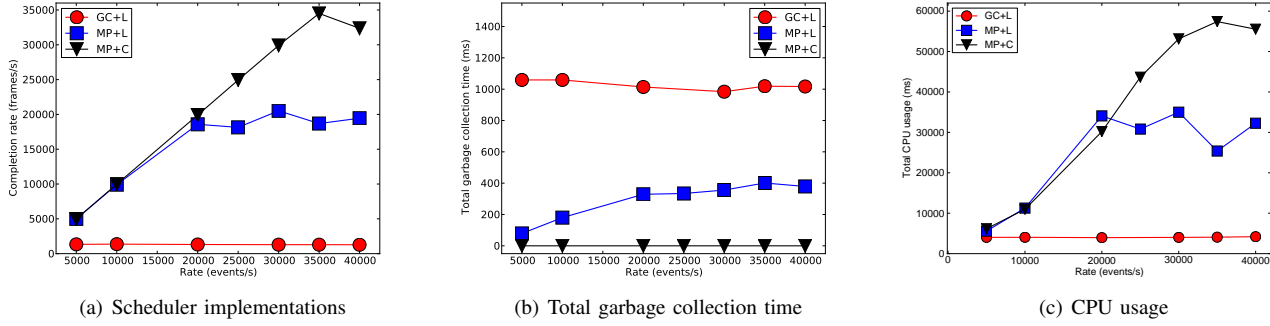 GC+L
MP+L
MP+C
35000
30000
25000
20000
15000
10000
5000
0
Completion rate (frames/s)
5000 10000 15000 20000 25000 30000 35000 40000
Rate (events/s)
(a) Scheduler implementations
GC+L
MP+L
MP+C
1400
1200
1000
800
600
400
200
0
Total garbage collection time (ms)
5000 10000 15000 20000 25000 30000 35000 40000
Rate (events/s)
(b) Total garbage collection time
GC+L
MP+L
MP+C
60000
50000
40000
30000
20000
10000
0
Total CPU usage (ms)
10000 20000 30000 40000
Rate (events/s)
(c) CPU usage